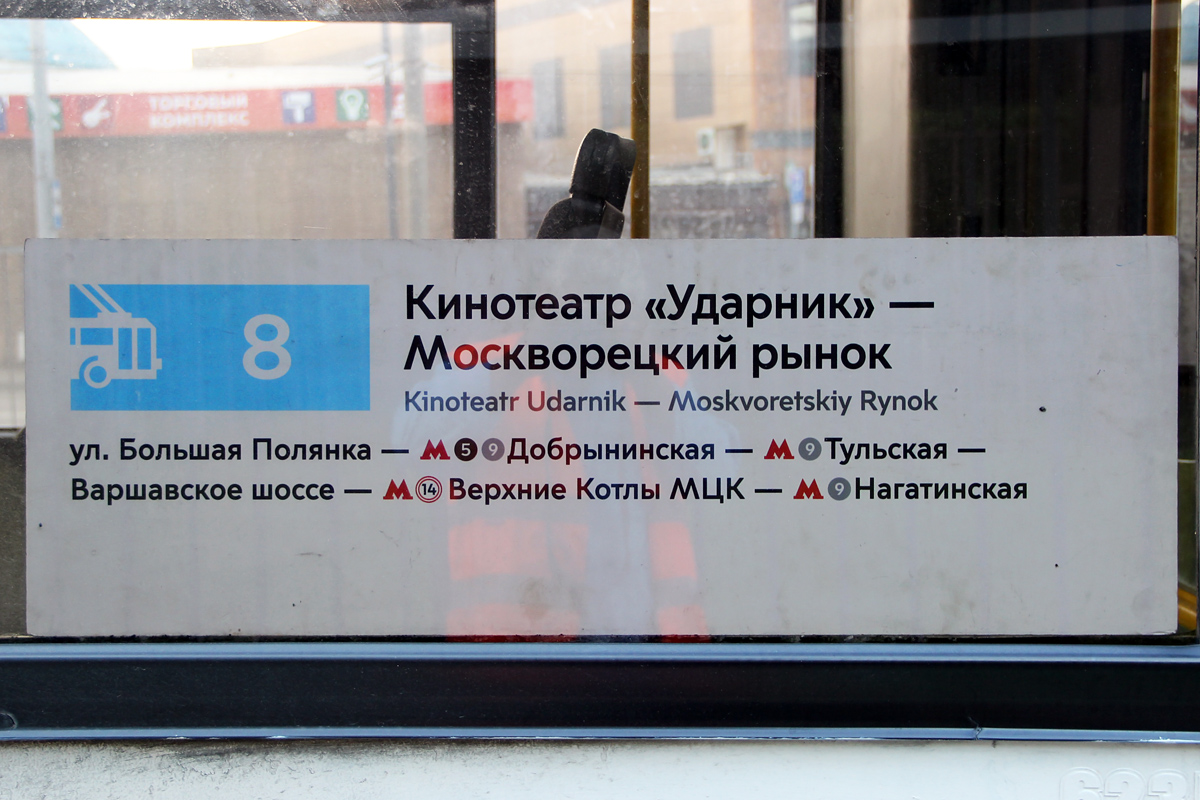 ТОРГОВЫЙ
КОМПЛЕКС
8
Кинотеатр «Ударник» —
Москворецкий рынок
Kinoteatr Udarnik — Moskvoretskiy Rynok
ул. Большая Полянка — М 5 9 Добрынинская — М 9 Тульская —
Варшавское шоссе — М 14 Верхние Котлы МЦК — М 9 Нагатинская